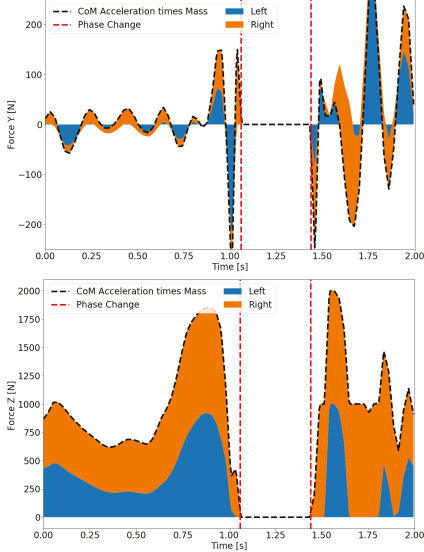 CoM Acceleration times Mass
Phase Change
Left
Right
Force Y [N]
200
100
0
−100
−200
0.00 0.25 0.50 0.75 1.00 1.25 1.50 1.75 2.00
Time [s]
CoM Acceleration times Mass
Phase Change
Left
Right
Force Z [N]
2000
1750
1500
1250
1000
750
500
250
0
0.00 0.25 0.50 0.75 1.00 1.25 1.50 1.75 2.00
Time [s]